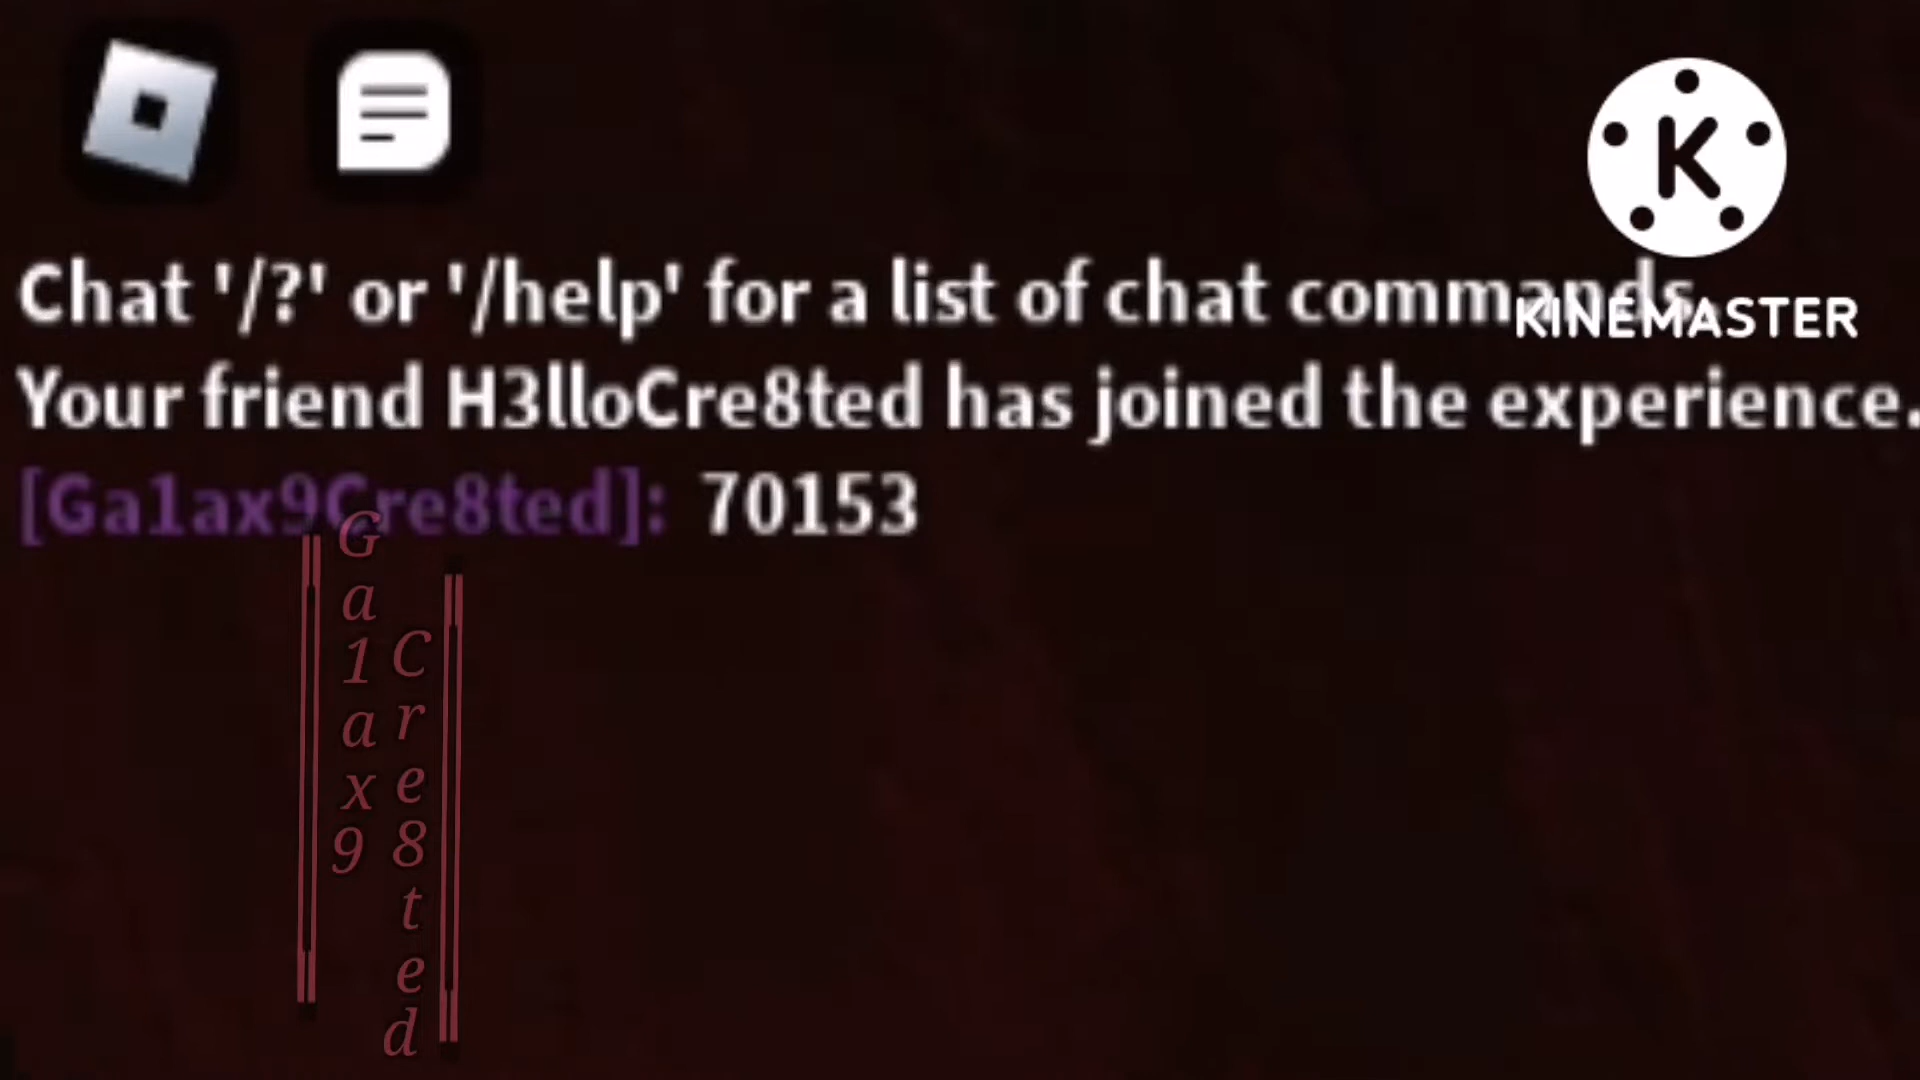 Chat '/?' or '/help' for a list of chat commands.
KINEMASTER
Your friend H3lloCre8ted has joined the experience.
[Ga1ax9Cre8ted]: 70153
Ga1ax9
Cre8ted